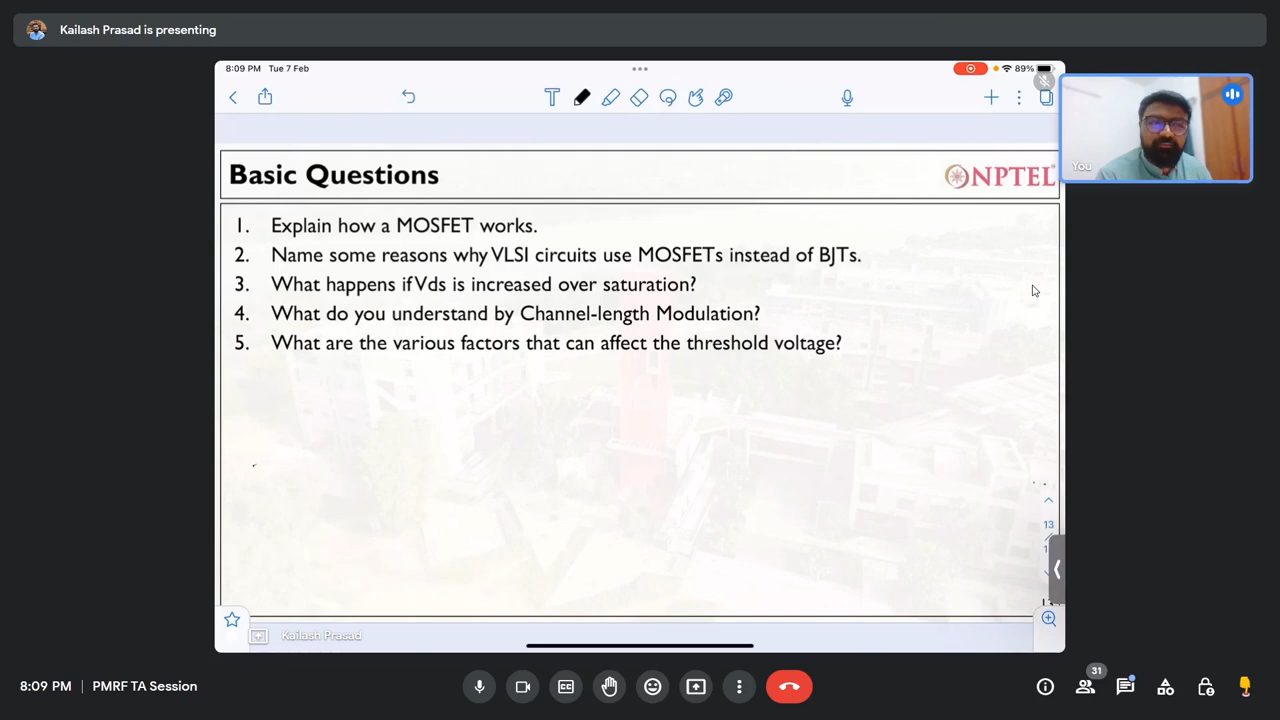 Kailash Prasad is presenting
8:09 PM Tue 7 Feb
89%
You
Basic Questions
NPTEL
1. Explain how a MOSFET works.
2. Name some reasons why VLSI circuits use MOSFETs instead of BJTs.
3. What happens if Vds is increased over saturation?
4. What do you understand by Channel-length Modulation?
5. What are the various factors that can affect the threshold voltage?
13
Kailash Prasad
31
8:09 PM | PMRF TA Session